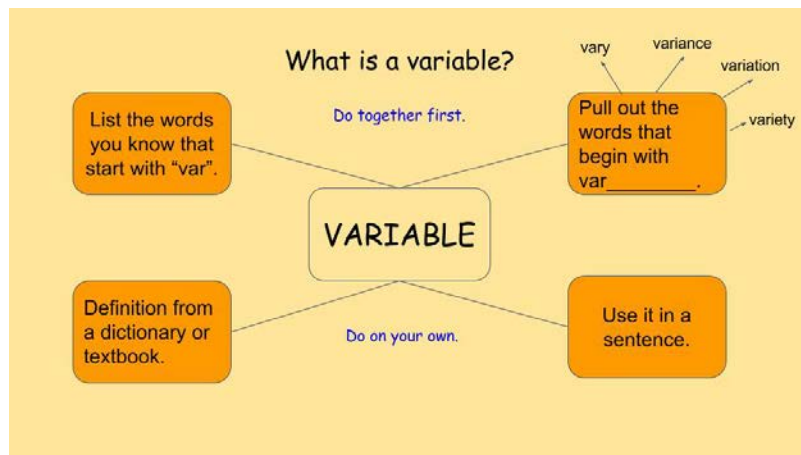 What is a variable?
vary
variance
variation
variety
List the words
you know that
start with “var”.
Do together first.
Pull out the
words that
begin with
var_________.
VARIABLE
Definition from
a dictionary or
textbook.
Do on your own.
Use it in a
sentence.